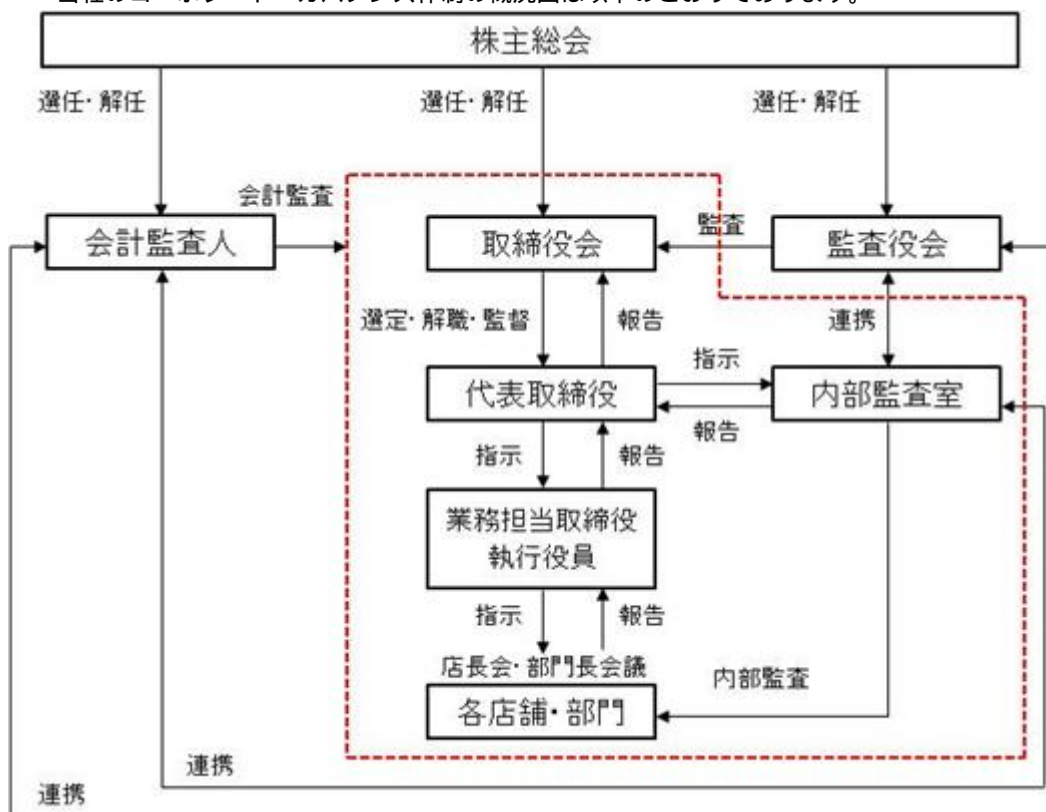 株主総会
選任・解任
選任・解任
選任・解任
会計監査
会計監査人
取締役会
監査
監査役会
選定・解職・監督
報告
連携
指示
代表取締役
内部監査室
報告
指示
報告
業務担当取締役
執行役員
指示
報告
店長会・部門長会議
内部監査
各店舗・部門
連携
連携